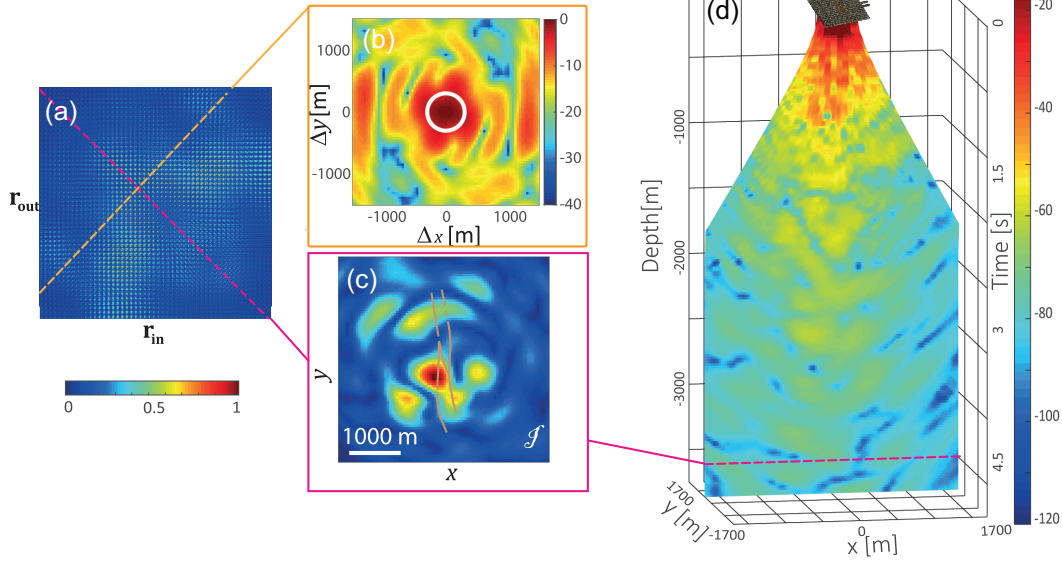 (a)
r_out
r_in
0 0.5 1
(b)
Δy [m]
1000
0
-1000
-1000 0 1000
Δx [m]
0
-10
-20
-30
-40
(c)
y
1000 m
ℐ
x
(d)
Depth[m]
-1000
-2000
-3000
Time [s]
0
1.5
3
4.5
1700
y [m]
-1700
0
x [m]
1700
-20
-40
-60
-80
-100
-120